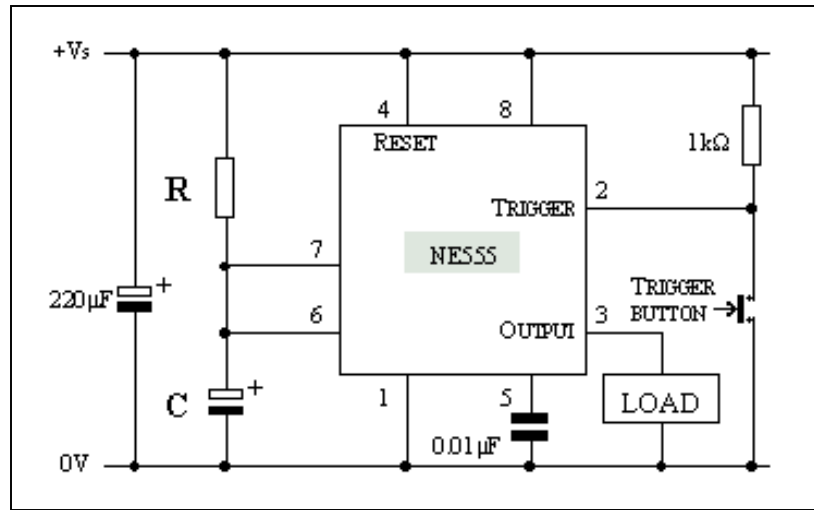 +Vs
4
8
RESET
1kΩ
R
2
TRIGGER
7
NE555
220µF
+
TRIGGER
BUTTON
6
3
OUTPUT
+
C
1
5
LOAD
0.01µF
0V